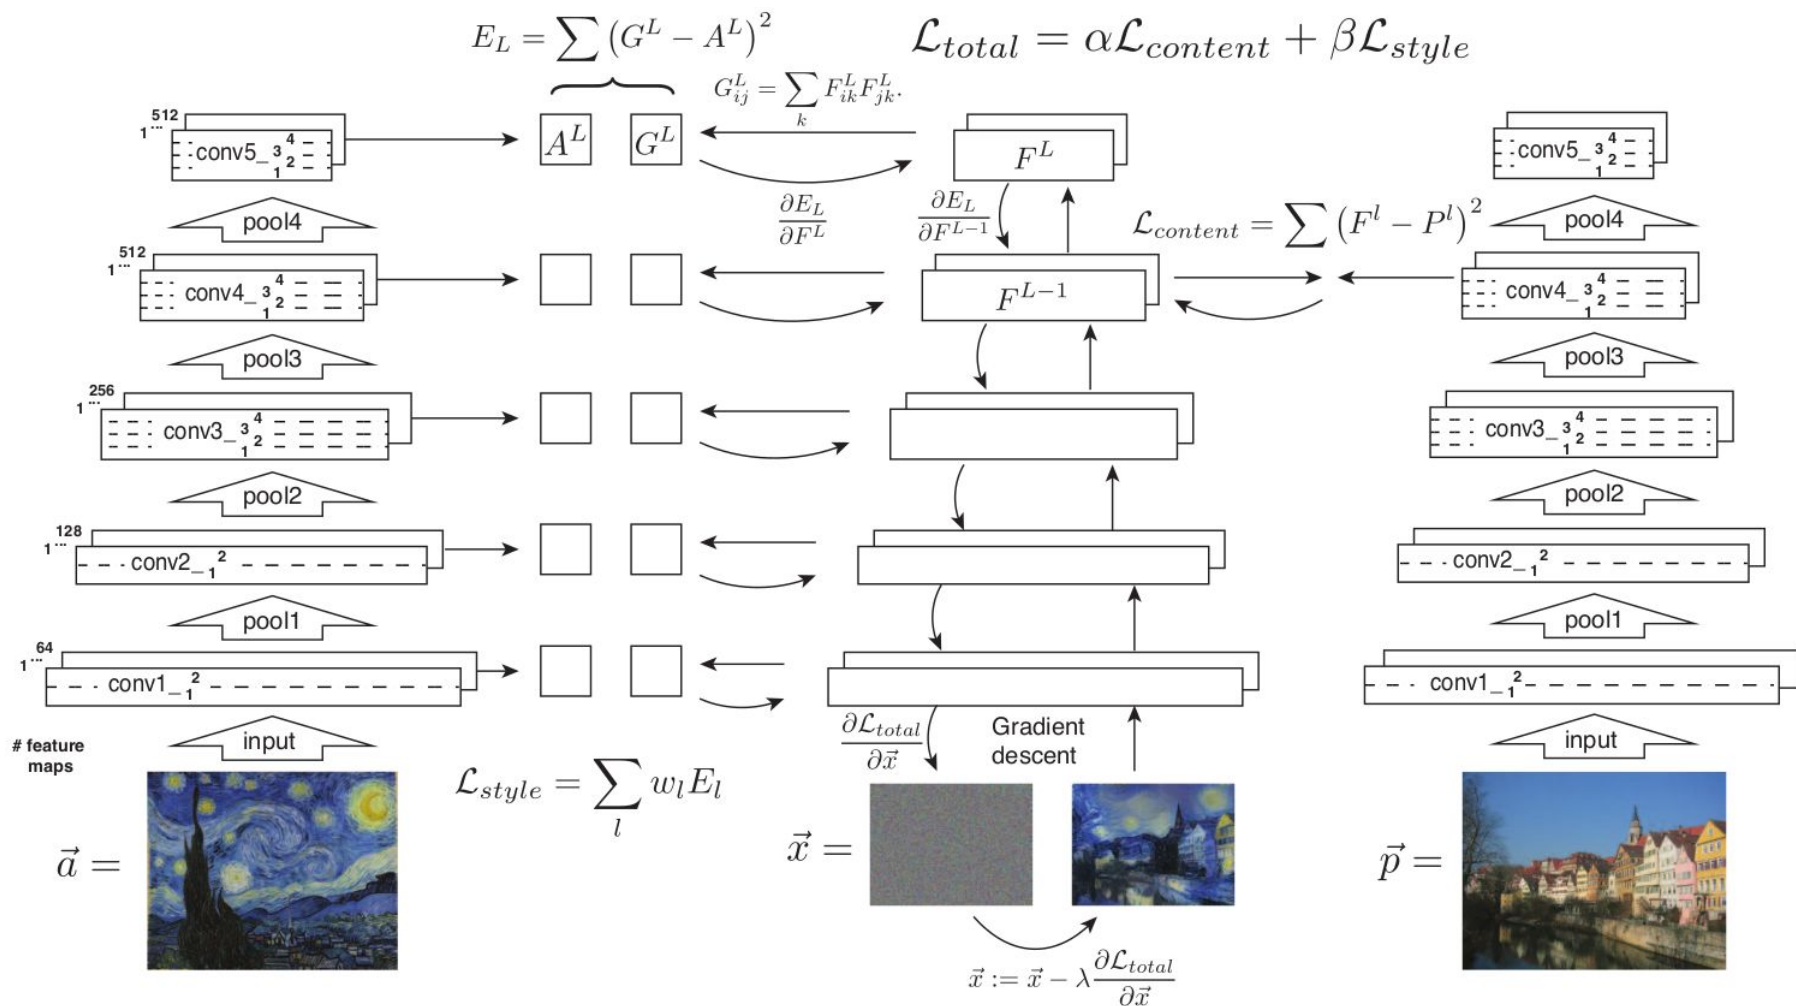 E_L = ∑ (G^L − A^L)^2
𝓛_total = α𝓛_content + β𝓛_style
G^L_ij = ∑_k F^L_ik F^L_jk.
1 ... 512
conv5_ 1 2 3 4
A^L
G^L
F^L
conv5_ 1 2 3 4
∂E_L/∂F^L
∂E_L/∂F^{L−1}
𝓛_content = ∑ (F^l − P^l)^2
pool4
pool4
1 ... 512
conv4_ 1 2 3 4
F^{L−1}
conv4_ 1 2 3 4
pool3
pool3
1 ... 256
conv3_ 1 2 3 4
conv3_ 1 2 3 4
pool2
pool2
1 ... 128
conv2_ 1 2
conv2_ 1 2
pool1
pool1
1 ... 64
conv1_ 1 2
conv1_ 1 2
# feature
maps
input
∂𝓛_total/∂x⃗
Gradient
descent
input
𝓛_style = ∑_l w_l E_l
a⃗ =
x⃗ =
p⃗ =
x⃗ := x⃗ − λ ∂𝓛_total/∂x⃗